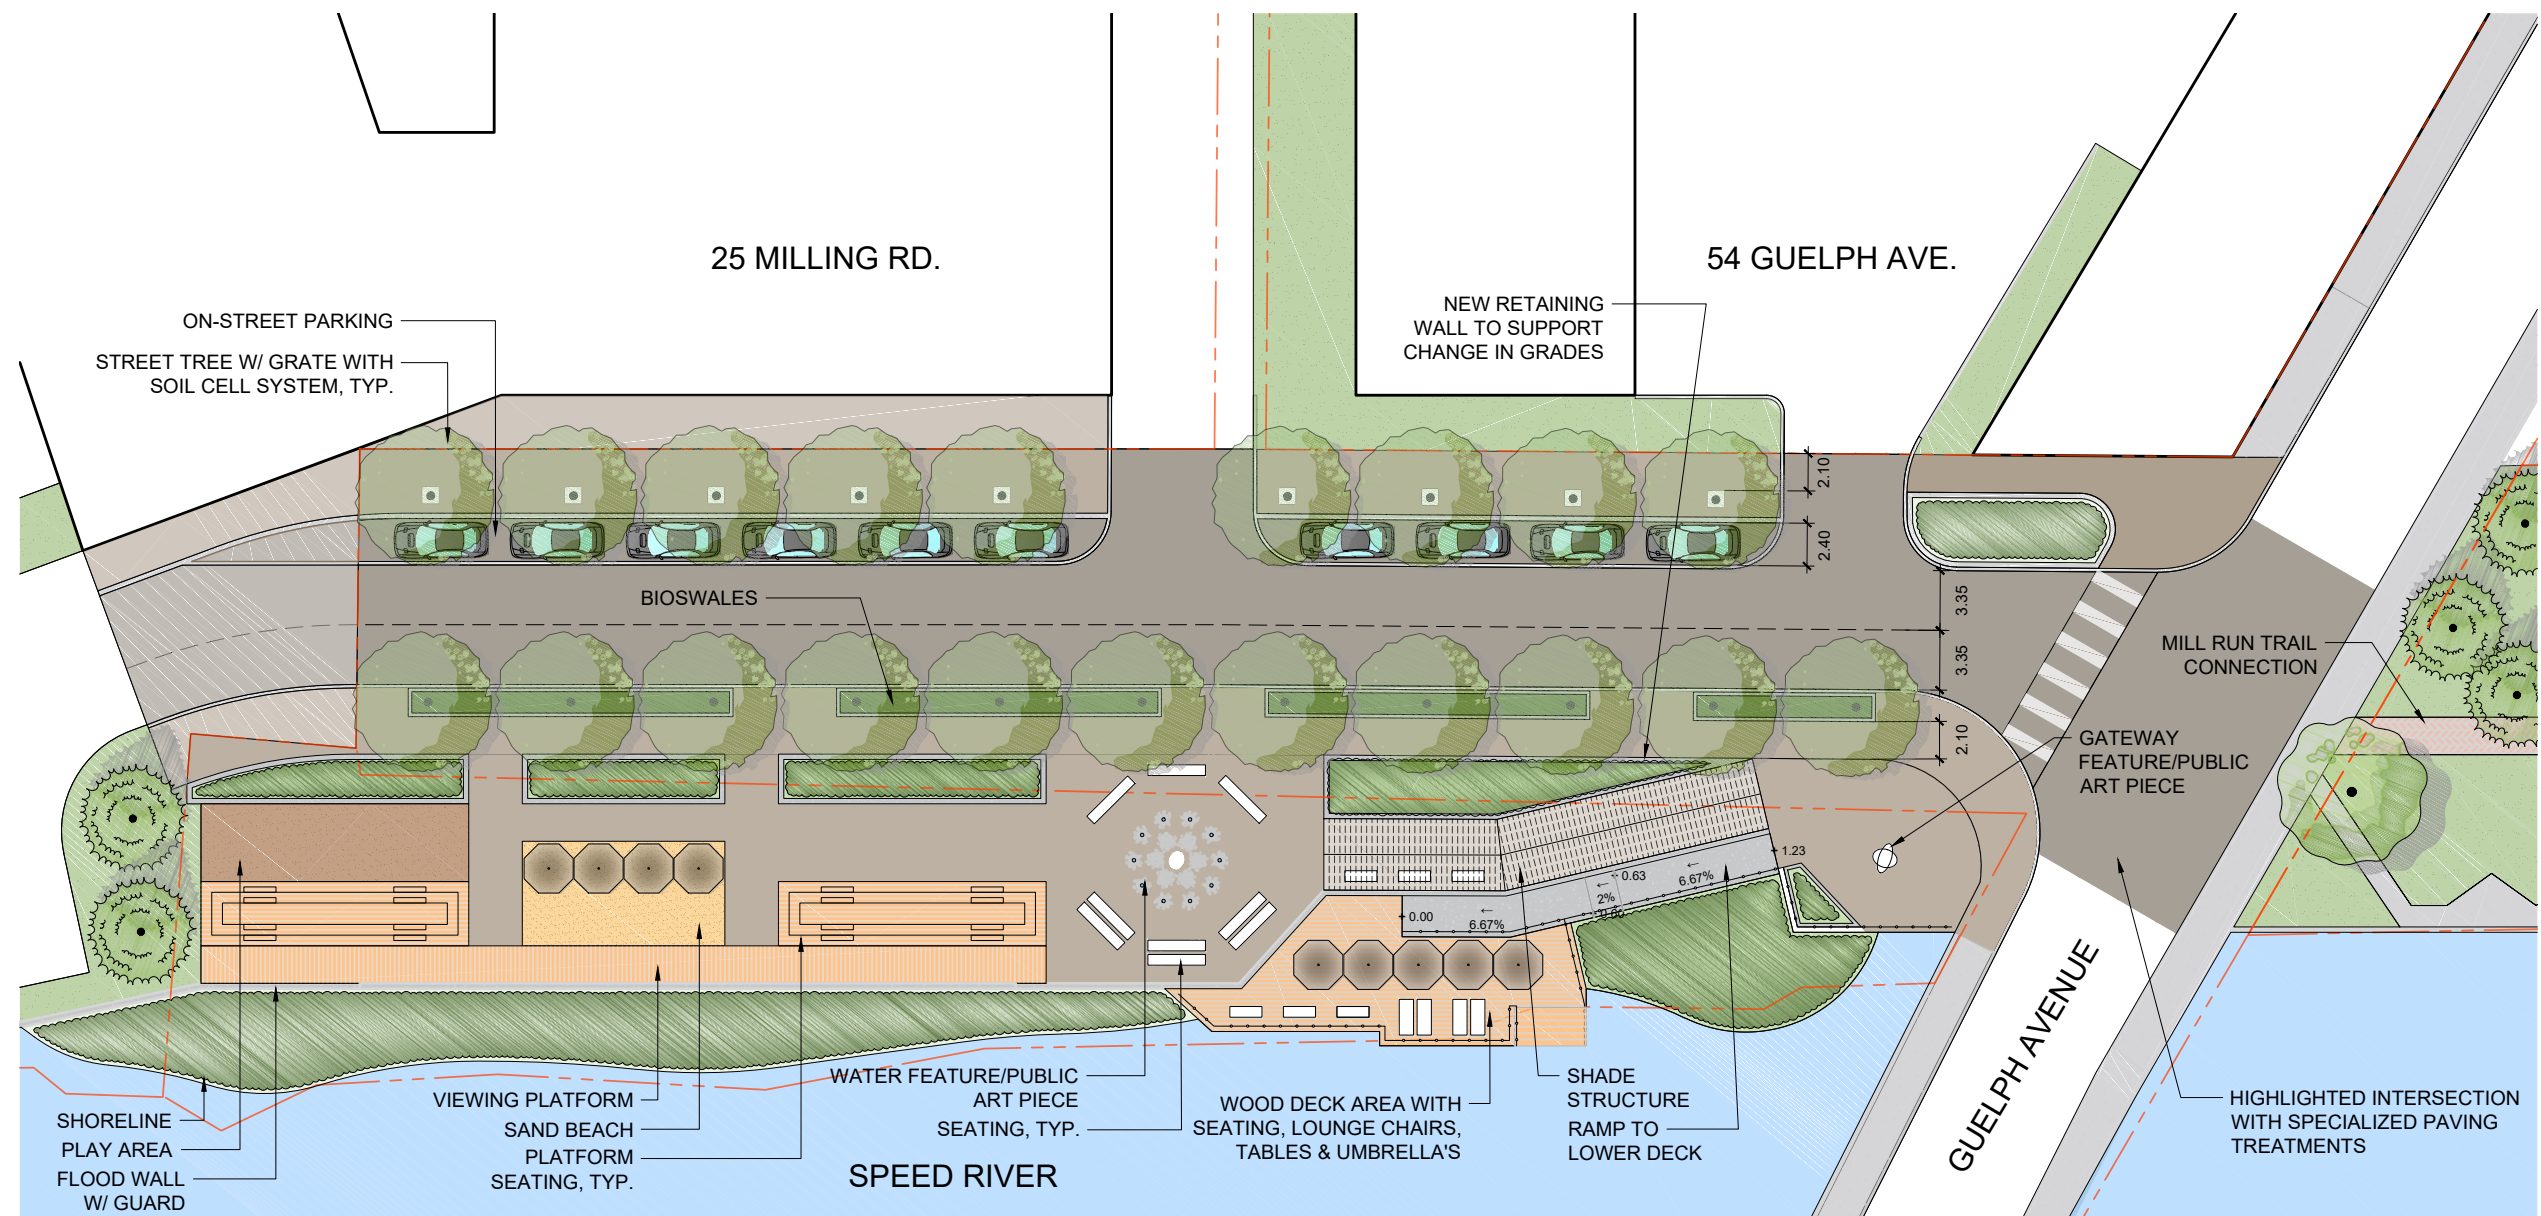 25 MILLING RD.
54 GUELPH AVE.
ON-STREET PARKING
STREET TREE W/ GRATE WITH
SOIL CELL SYSTEM, TYP.
NEW RETAINING
WALL TO SUPPORT
CHANGE IN GRADES
2.10
2.40
BIOSWALES
3.35
3.35
2.10
MILL RUN TRAIL
CONNECTION
GATEWAY
FEATURE/PUBLIC
ART PIECE
1.23
0.63
6.67%
2%
0.60
0.00
6.67%
SHORELINE
PLAY AREA
FLOOD WALL
W/ GUARD
VIEWING PLATFORM
SAND BEACH
PLATFORM
SEATING, TYP.
WATER FEATURE/PUBLIC
ART PIECE
SEATING, TYP.
WOOD DECK AREA WITH
SEATING, LOUNGE CHAIRS,
TABLES & UMBRELLA'S
SHADE
STRUCTURE
RAMP TO
LOWER DECK
SPEED RIVER
GUELPH AVENUE
HIGHLIGHTED INTERSECTION
WITH SPECIALIZED PAVING
TREATMENTS